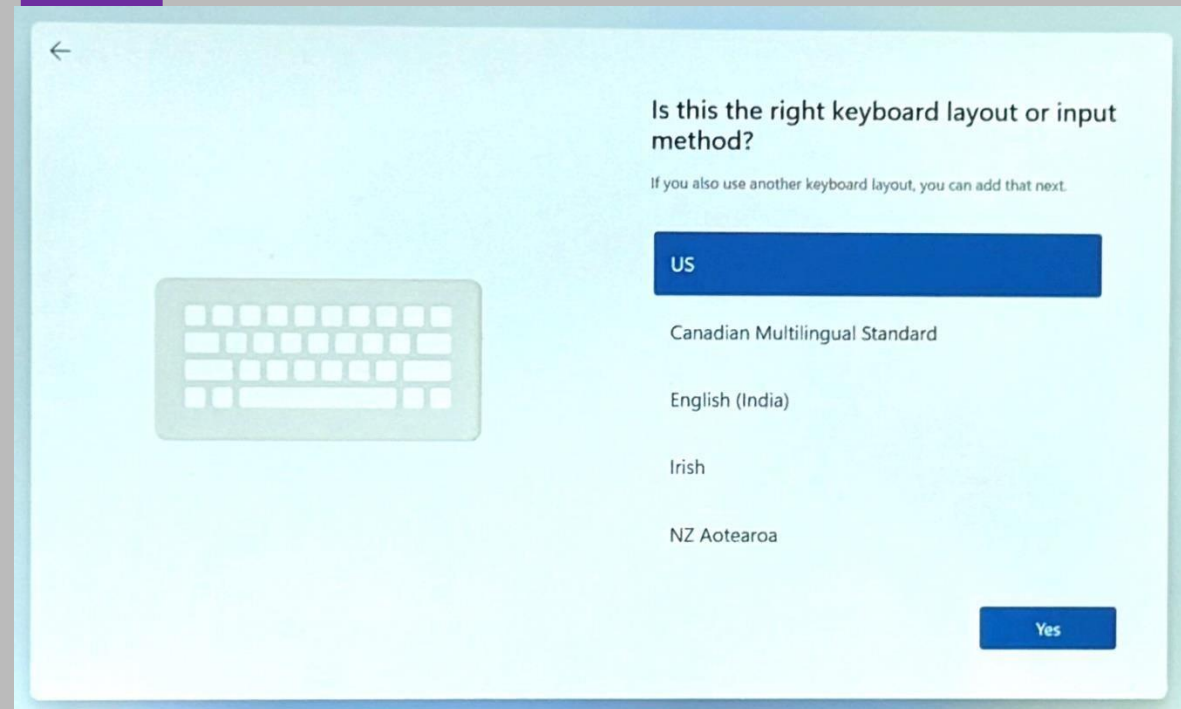 Is this the right keyboard layout or input
method?
If you also use another keyboard layout, you can add that next.
US
Canadian Multilingual Standard
English (India)
Irish
NZ Aotearoa
Yes